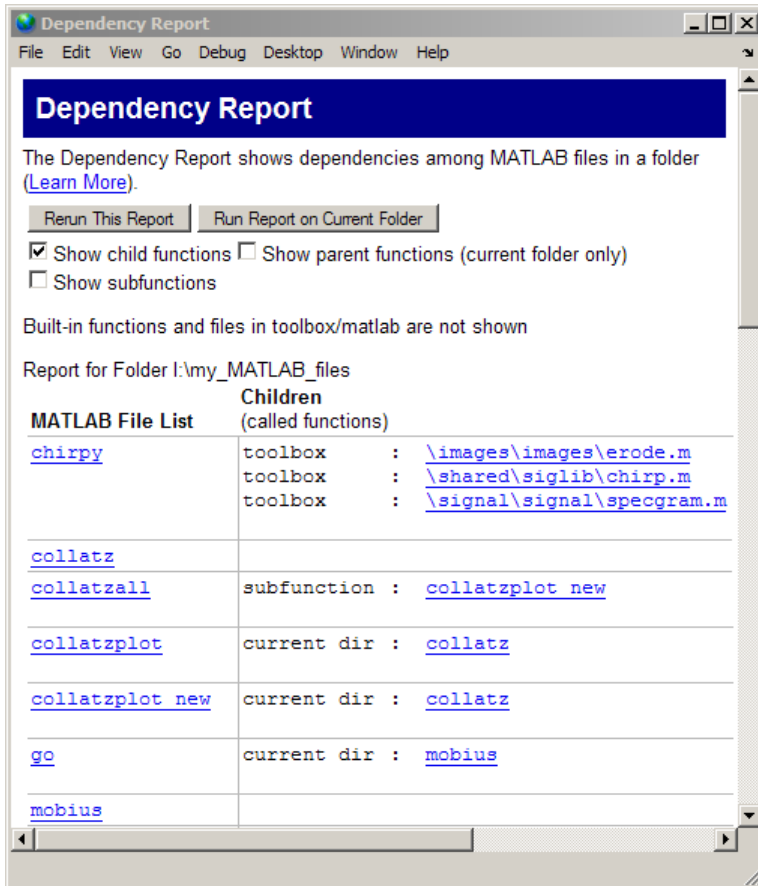 Dependency Report
File Edit View Go Debug Desktop Window Help
Dependency Report
The Dependency Report shows dependencies among MATLAB files in a folder
(Learn More).
Rerun This Report Run Report on Current Folder
Show child functions Show parent functions (current folder only)
Show subfunctions
Built-in functions and files in toolbox/matlab are not shown
Report for Folder I:\my_MATLAB_files
Children
MATLAB File List (called functions)
chirpy toolbox : \images\images\erode.m
toolbox : \shared\siglib\chirp.m
toolbox : \signal\signal\specgram.m
collatz
collatzall subfunction : collatzplot_new
collatzplot current dir : collatz
collatzplot_new current dir : collatz
go current dir : mobius
mobius